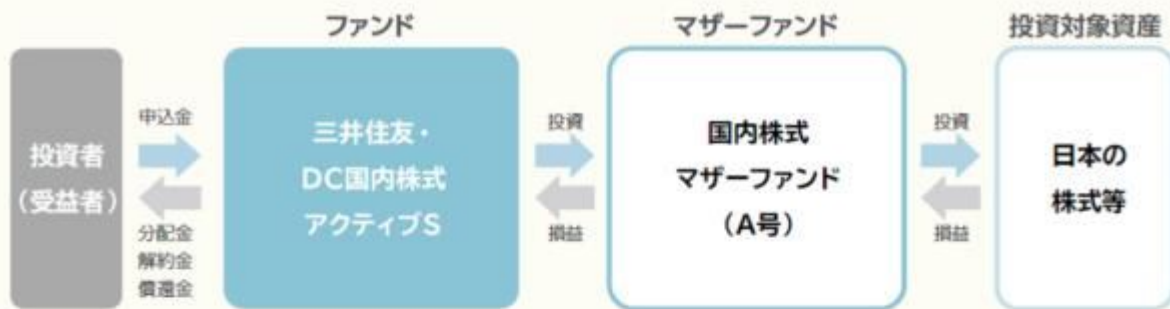 ファンド
マザーファンド
投資対象資産
投資者
（受益者）
申込金
分配金
解約金
償還金
三井住友・
DC国内株式
アクティブS
投資
損益
国内株式
マザーファンド
（A号）
投資
損益
日本の
株式等